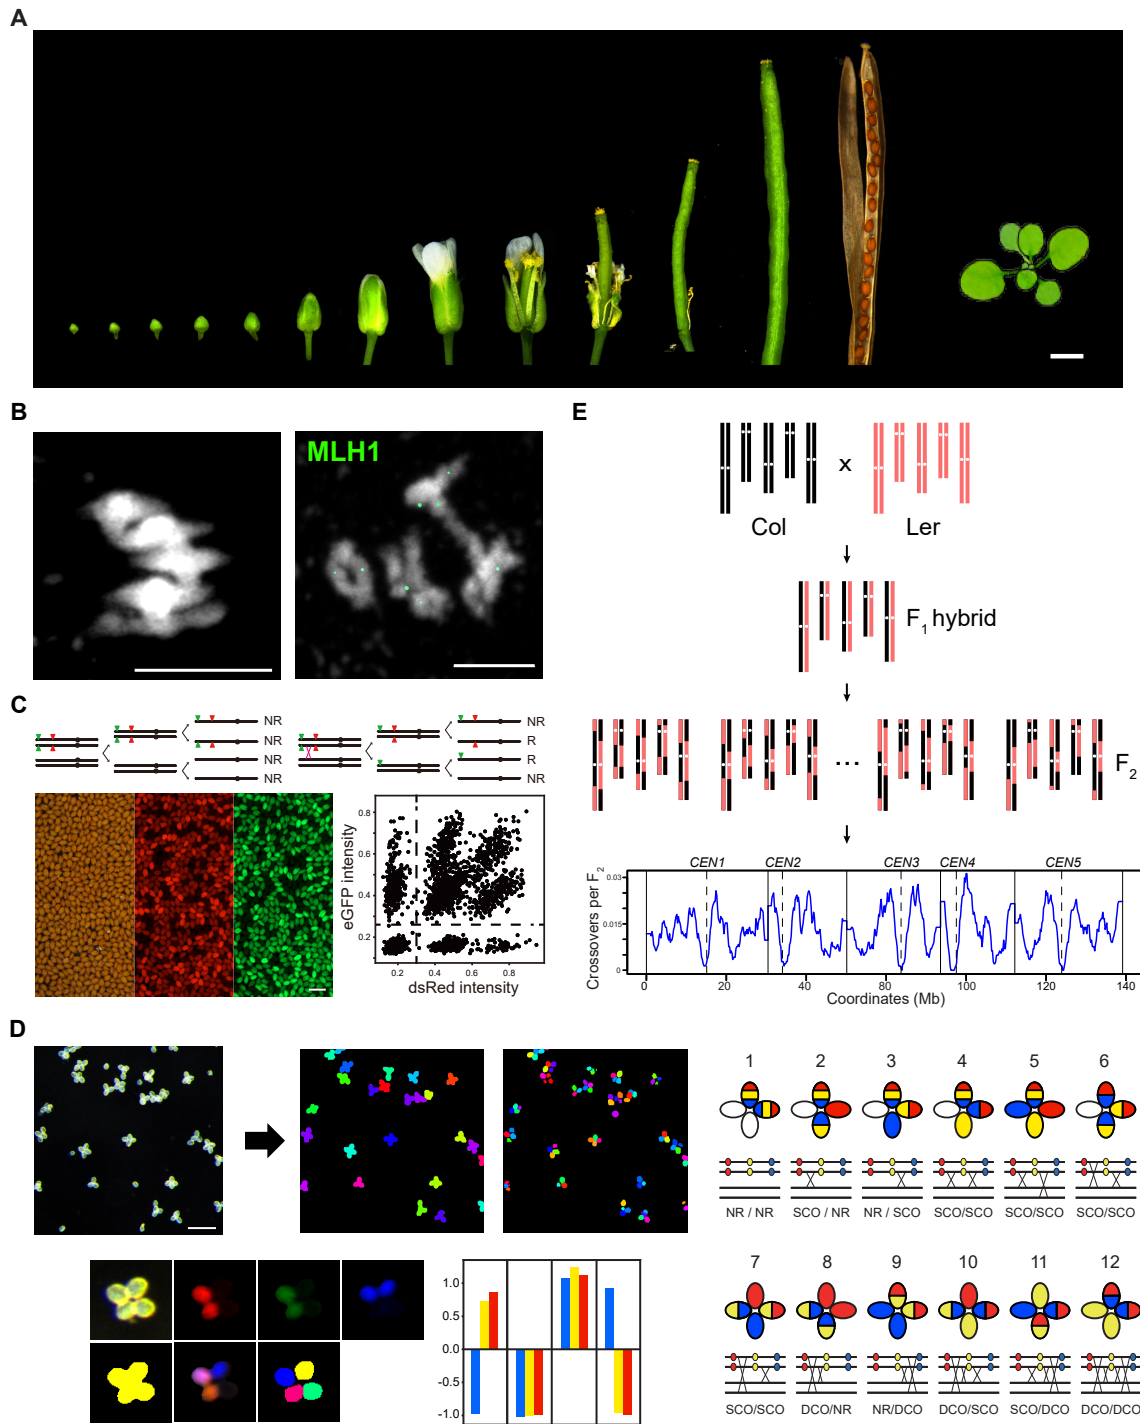 A
B
MLH1
C
NR
NR
NR
NR
NR
R
R
NR
eGFP intensity
0.8
0.6
0.4
0.2
0.2 0.4 0.6 0.8
dsRed intensity
E
Col x Ler
F1 hybrid
... F2
CEN1 CEN2 CEN3 CEN4 CEN5
Crossovers per F2
0.03
0.015
0
0 20 40 60 80 100 120 140
Coordinates (Mb)
D
1.0
0.5
0.0
-0.5
-1.0
1 2 3 4 5 6
NR / NR SCO / NR NR / SCO SCO/SCO SCO/SCO SCO/SCO
7 8 9 10 11 12
SCO/SCO DCO/NR NR/DCO DCO/SCO SCO/DCO DCO/DCO